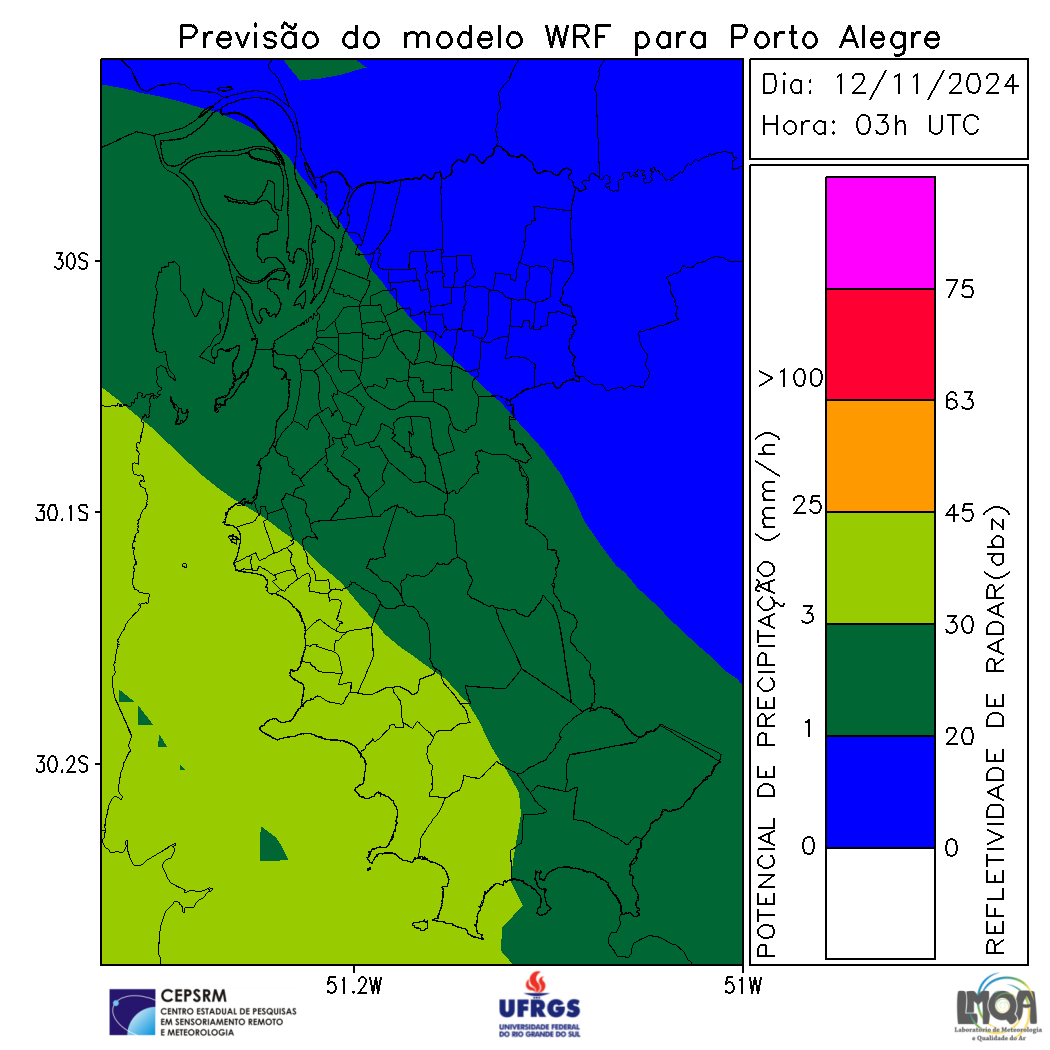 Previsão do modelo WRF para Porto Alegre
Dia: 12/11/2024
Hora: 03h UTC
30S
30.1S
30.2S
51.2W
51W
POTENCIAL DE PRECIPITAÇÃO (mm/h)
>100
25
3
1
0
75
63
45
30
20
0
REFLETIVIDADE DE RADAR(dbz)
CEPSRM
CENTRO ESTADUAL DE PESQUISAS
EM SENSORIAMENTO REMOTO
E METEOROLOGIA
UFRGS
UNIVERSIDADE FEDERAL
DO RIO GRANDE DO SUL
LMQA
Laboratório de Meteorologia
e Qualidade do Ar